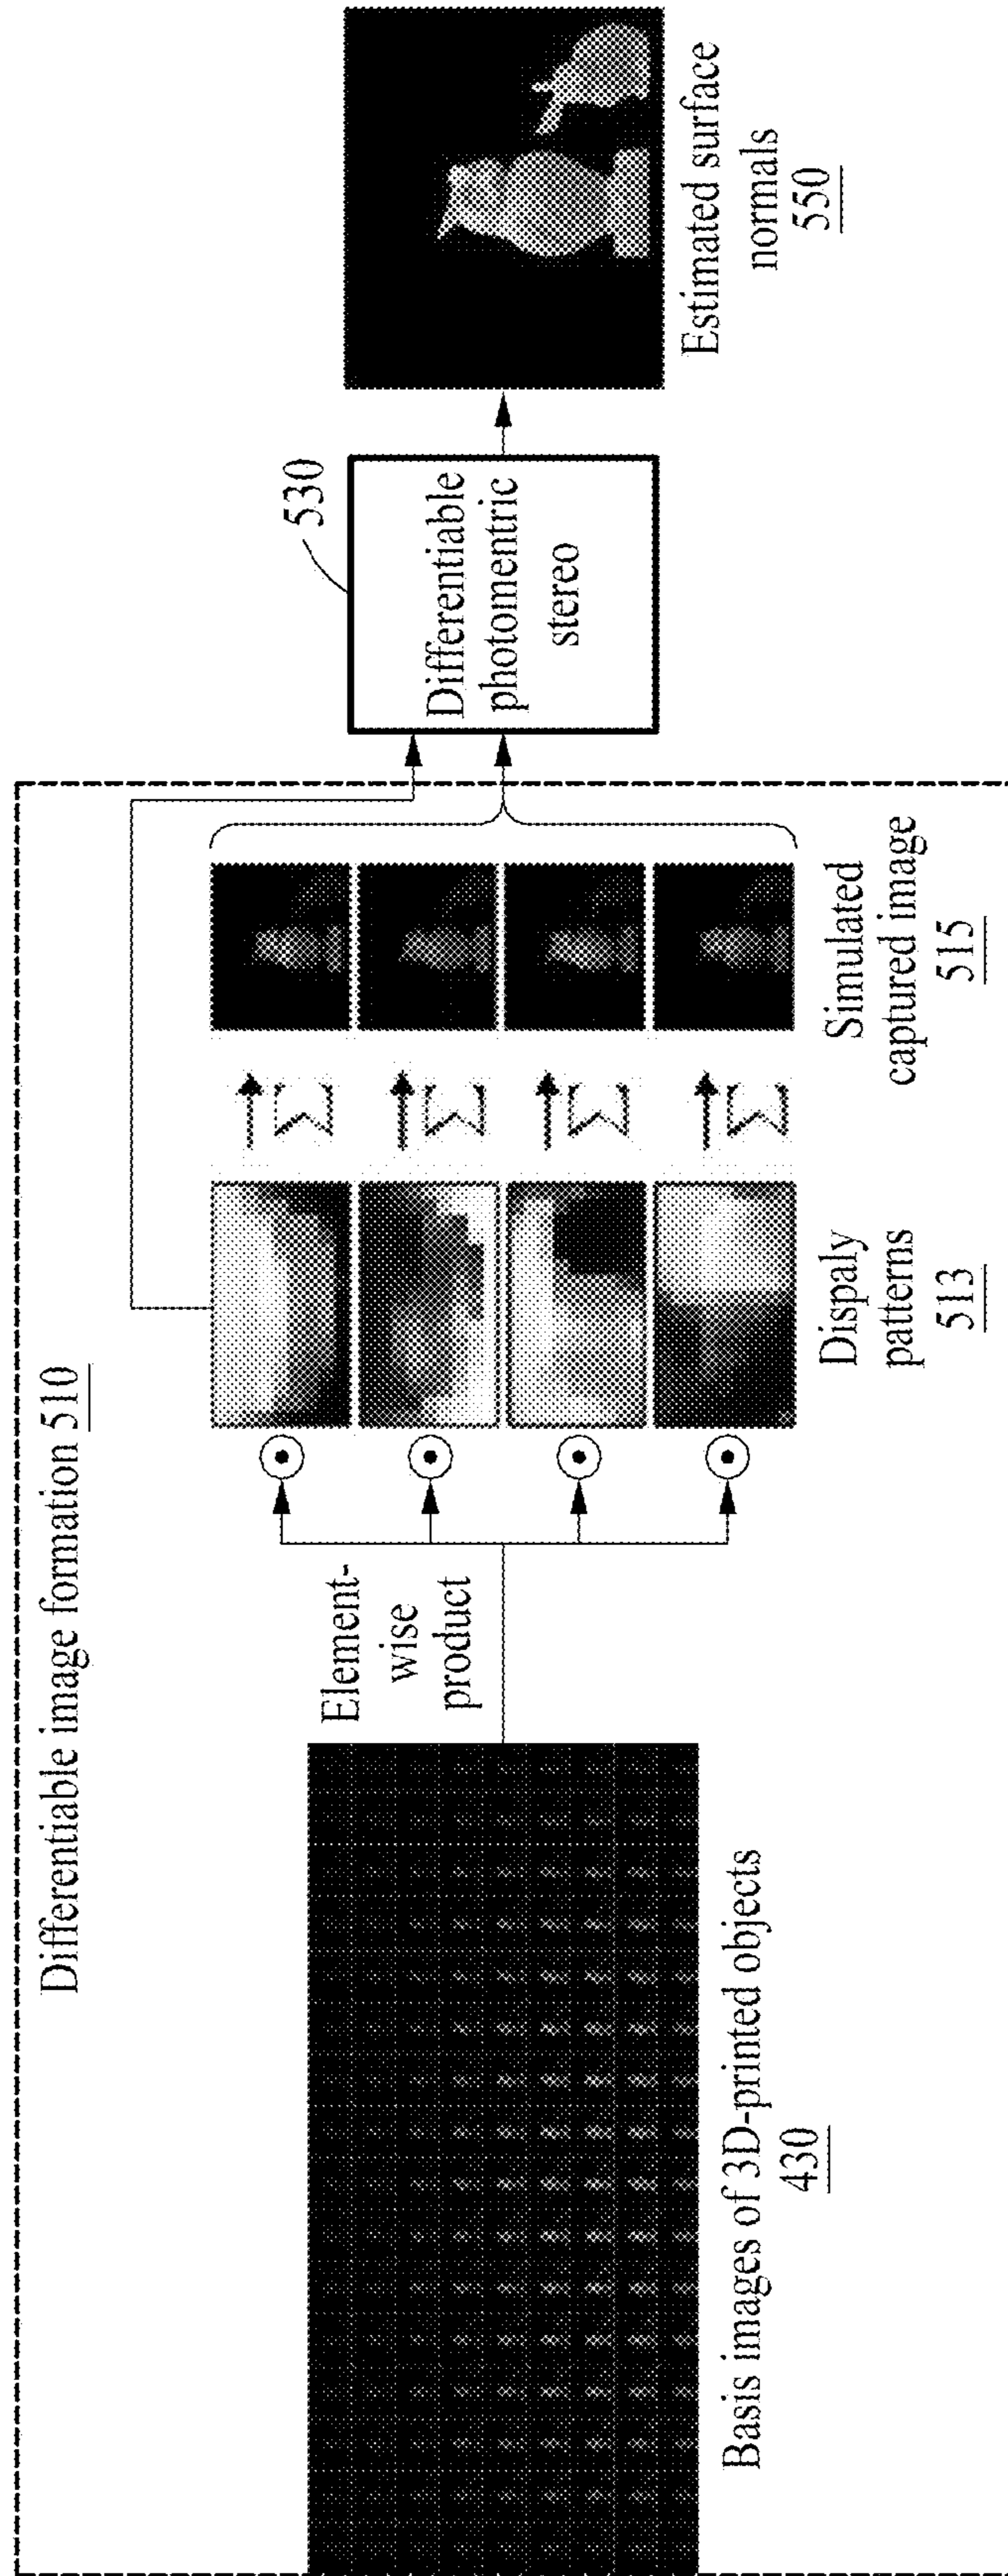 Differentiable image formation 510
Basis images of 3D-printed objects
430
Element-
wise
product
Dispaly
patterns
513
Simulated
captured image
515
530
Differentiable
photomentric
stereo
Estimated surface
normals
550